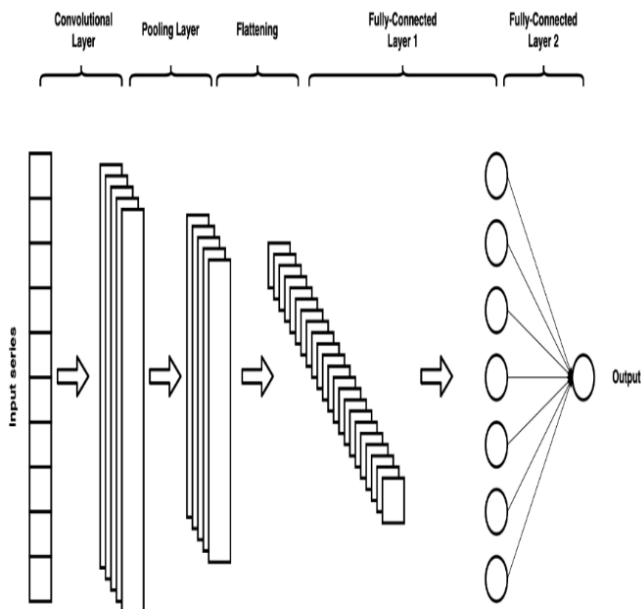 Convolutional
Layer
Pooling Layer
Flattening
Fully-Connected
Layer 1
Fully-Connected
Layer 2
Input series
Output